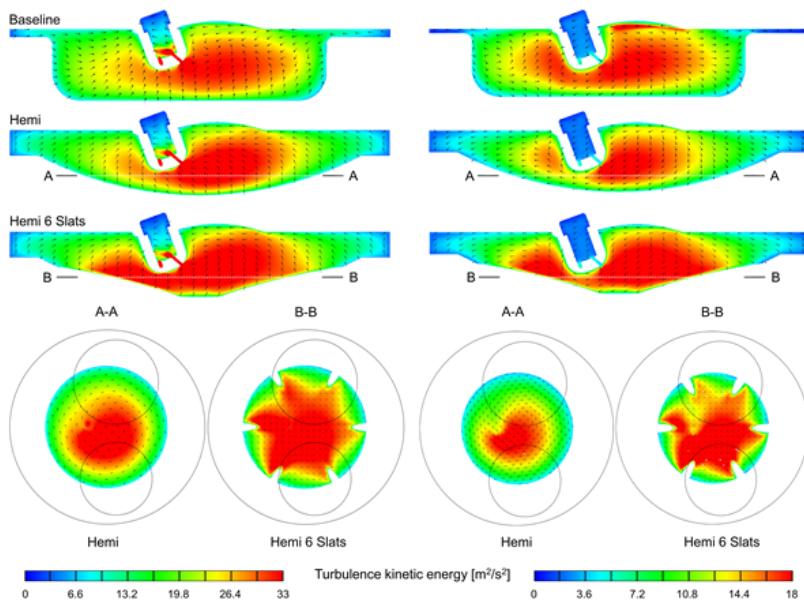 Baseline
Hemi
A A A A
Hemi 6 Slats
B B B B
A-A B-B A-A B-B
Hemi Hemi 6 Slats Hemi Hemi 6 Slats
Turbulence kinetic energy [m²/s²]
0 6.6 13.2 19.8 26.4 33 0 3.6 7.2 10.8 14.4 18